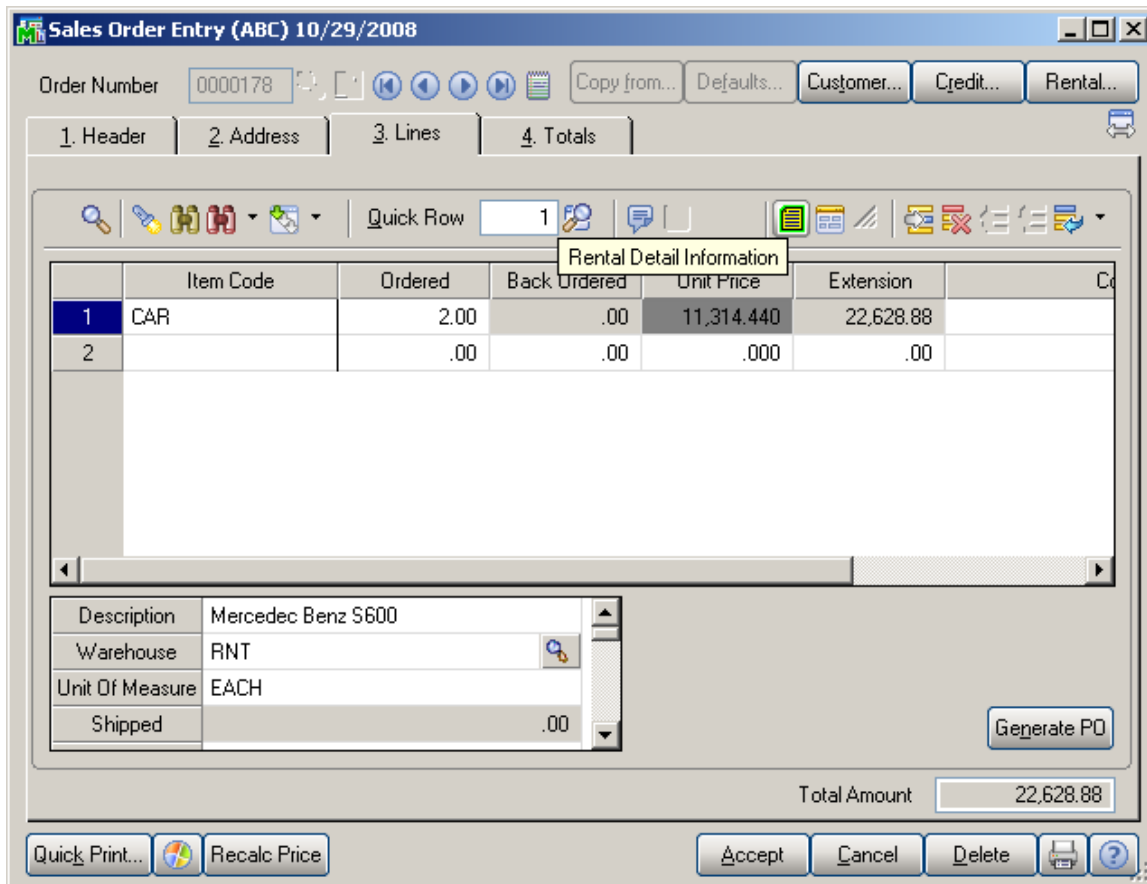 Sales Order Entry (ABC) 10/29/2008
Order Number 0000178 Copy from... Defaults... Customer... Credit... Rental...
1. Header 2. Address 3. Lines 4. Totals
Quick Row 1
Rental Detail Information
Item Code Ordered Back Ordered Unit Price Extension Co
1 CAR 2.00 .00 11,314.440 22,628.88
2 .00 .00 .000 .00
Description Mercedec Benz S600
Warehouse RNT
Unit Of Measure EACH
Shipped .00
Generate PO
Total Amount 22,628.88
Quick Print... Recalc Price Accept Cancel Delete